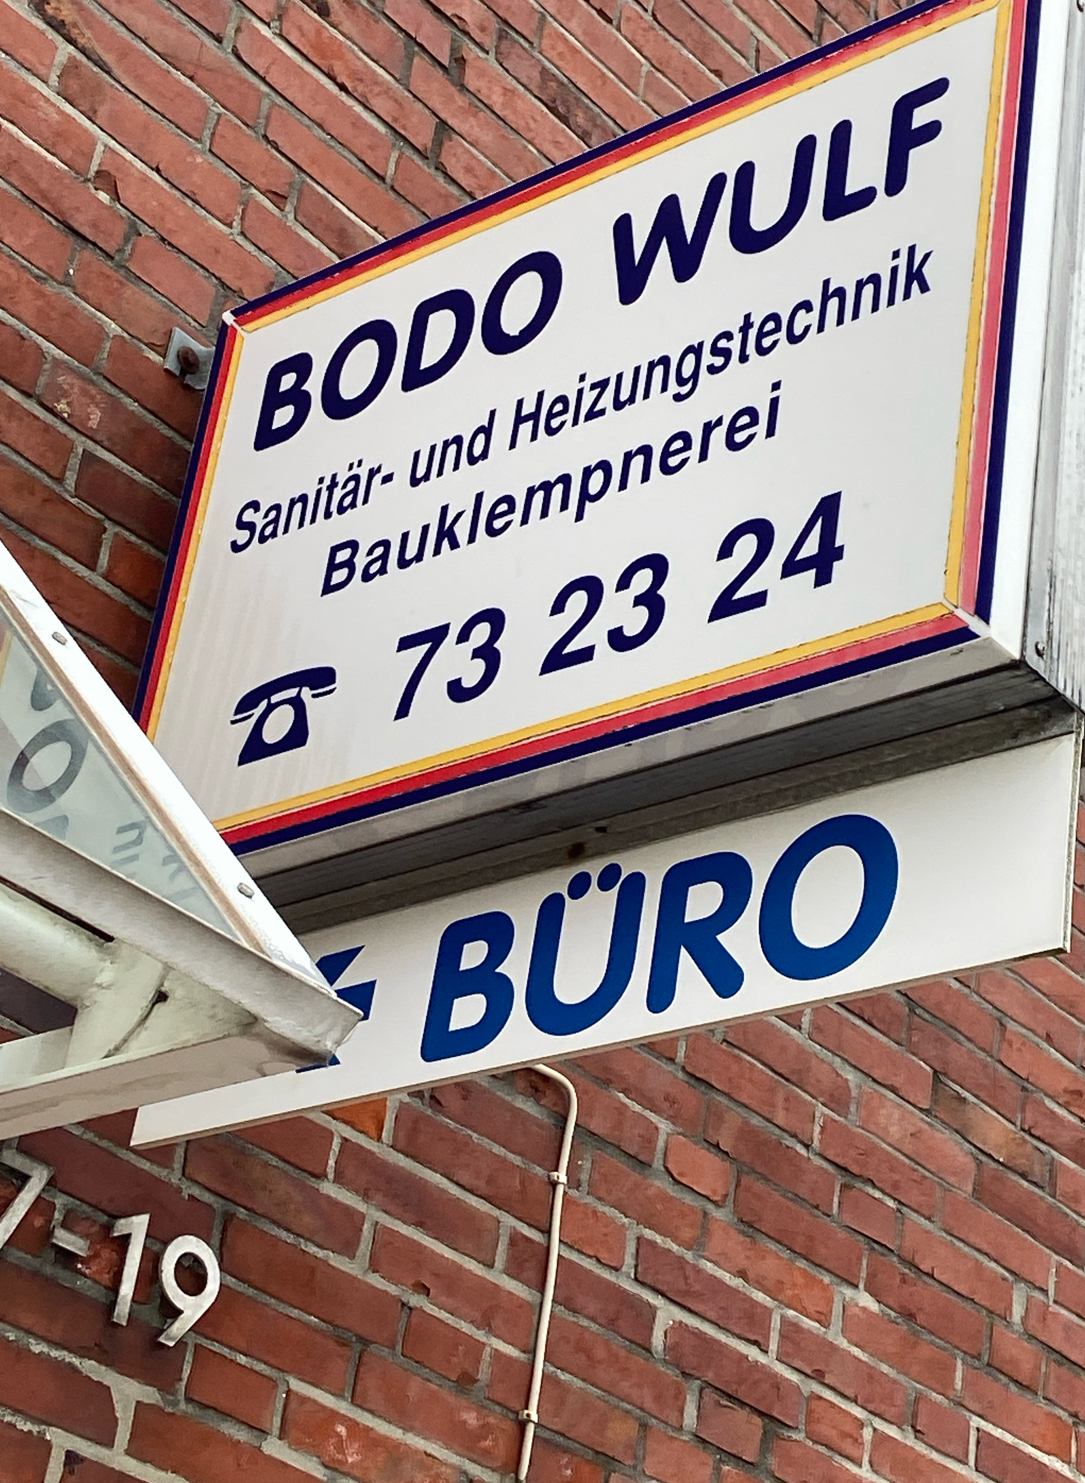 BODO WULF
Sanitär- und Heizungstechnik
Bauklempnerei
☎ 73 23 24
BÜRO
7-19